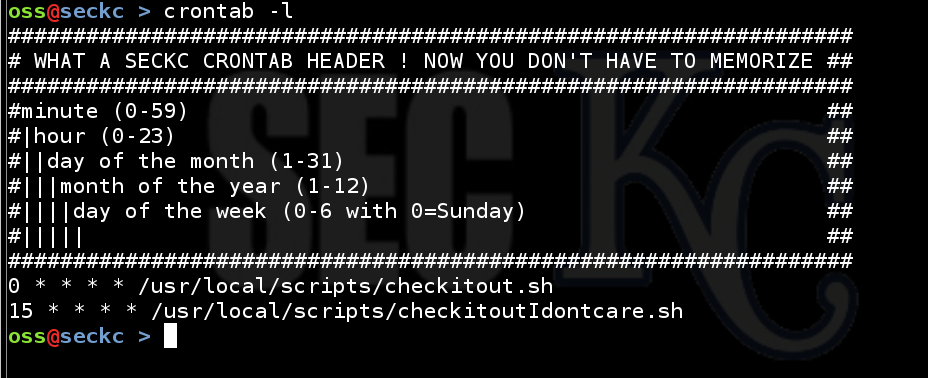 oss@seckc > crontab -l
#################################################################
# WHAT A SECKC CRONTAB HEADER ! NOW YOU DON'T HAVE TO MEMORIZE ##
#################################################################
#minute (0-59)                                                 ##
#|hour (0-23)                                                  ##
#||day of the month (1-31)                                     ##
#|||month of the year (1-12)                                   ##
#||||day of the week (0-6 with 0=Sunday)                       ##
#|||||                                                         ##
#################################################################
0 * * * * /usr/local/scripts/checkitout.sh
15 * * * * /usr/local/scripts/checkitoutIdontcare.sh
oss@seckc >
SEC KC